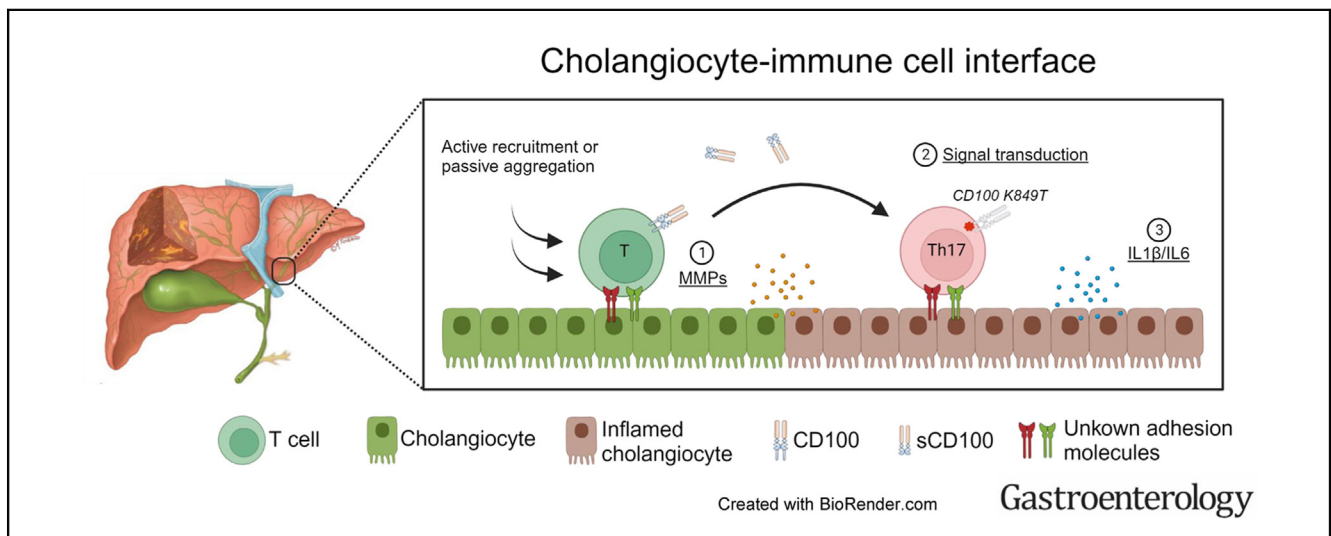 Cholangiocyte-immune cell interface
Active recruitment or
passive aggregation
T
1
MMPs
2 Signal transduction
CD100 K849T
Th17
3
IL1β/IL6
T cell
Cholangiocyte
Inflamed
cholangiocyte
CD100
sCD100
Unkown adhesion
molecules
Created with BioRender.com
Gastroenterology